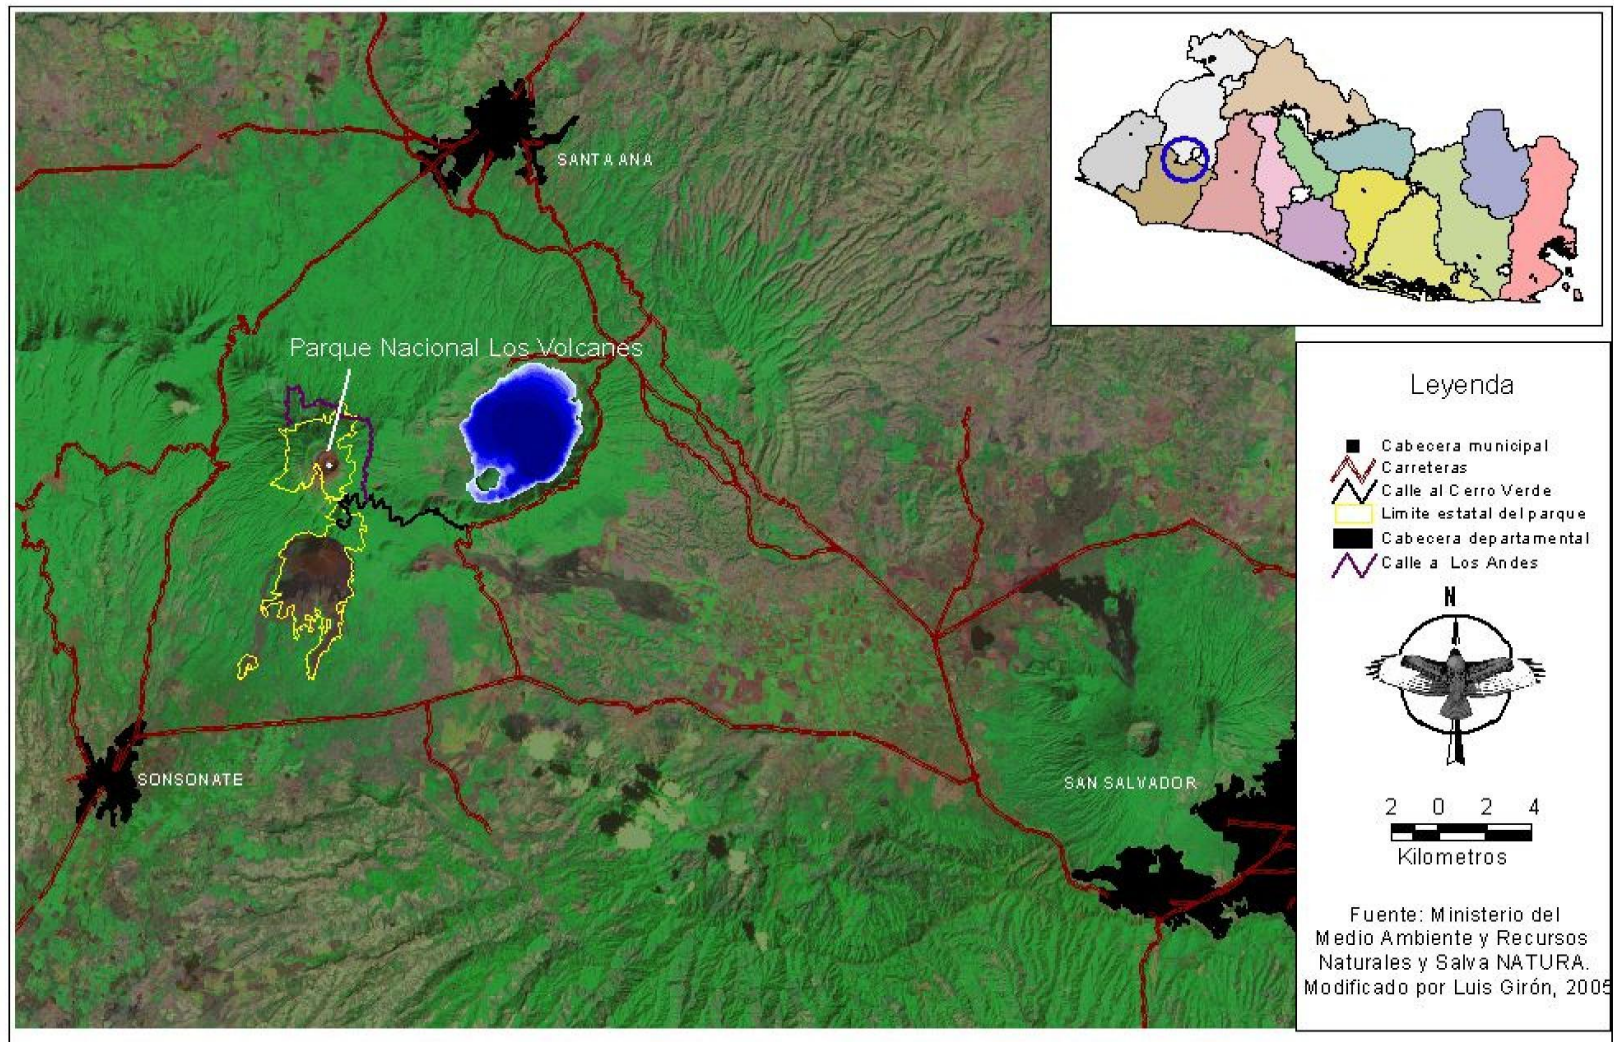 SANTA ANA
Parque Nacional Los Volcanes
SONSONATE
SAN SALVADOR
Leyenda
Cabecera municipal
Carreteras
Calle al Cerro Verde
Limite estatal del parque
Cabecera departamental
Calle a Los Andes
N
2 0 2 4
Kilometros
Fuente: Ministerio del
Medio Ambiente y Recursos
Naturales y Salva NATURA.
Modificado por Luis Girón, 2005